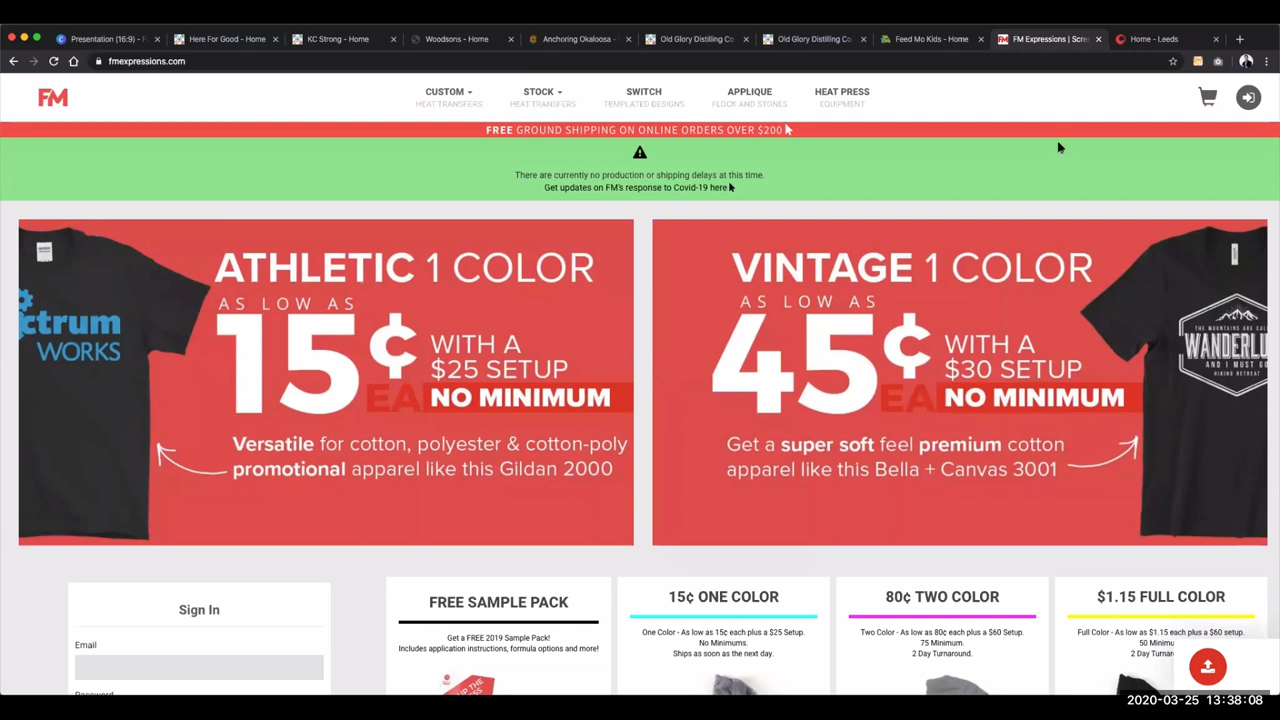 Presentation (16:9) - F
Here For Good - Home
KC Strong - Home
Woodsons - Home
Anchoring Okaloosa -
Old Glory Distilling Co
Old Glory Distilling Co
Feed Mo Kids - Home
FM Expressions | Scre
Home - Leeds
fmexpressions.com
FM
CUSTOM
HEAT TRANSFERS
STOCK
HEAT TRANSFERS
SWITCH
TEMPLATED DESIGNS
APPLIQUE
FLOCK AND STONES
HEAT PRESS
EQUIPMENT
FREE GROUND SHIPPING ON ONLINE ORDERS OVER $200
There are currently no production or shipping delays at this time.
Get updates on FM's response to Covid-19 here
ctrum
WORKS
ATHLETIC 1 COLOR
AS LOW AS
15¢ EA
WITH A
$25 SETUP
NO MINIMUM
Versatile for cotton, polyester & cotton-poly
promotional apparel like this Gildan 2000
VINTAGE 1 COLOR
AS LOW AS
45¢ EA
WITH A
$30 SETUP
NO MINIMUM
Get a super soft feel premium cotton
apparel like this Bella + Canvas 3001
THE MOUNTAINS ARE CAL
WANDERLU
AND I MUST G
HIKING RETREAT
Sign In
Email
Password
FREE SAMPLE PACK
Get a FREE 2019 Sample Pack!
Includes application instructions, formula options and more!
15¢ ONE COLOR
One Color - As low as 15¢ each plus a $25 Setup.
No Minimums.
Ships as soon as the next day.
80¢ TWO COLOR
Two Color - As low as 80¢ each plus a $60 Setup.
75 Minimum.
2 Day Turnaround.
$1.15 FULL COLOR
Full Color - As low as $1.15 each plus a $60 setup.
50 Minimu
2 Day Turnar
2020-03-25 13:38:08